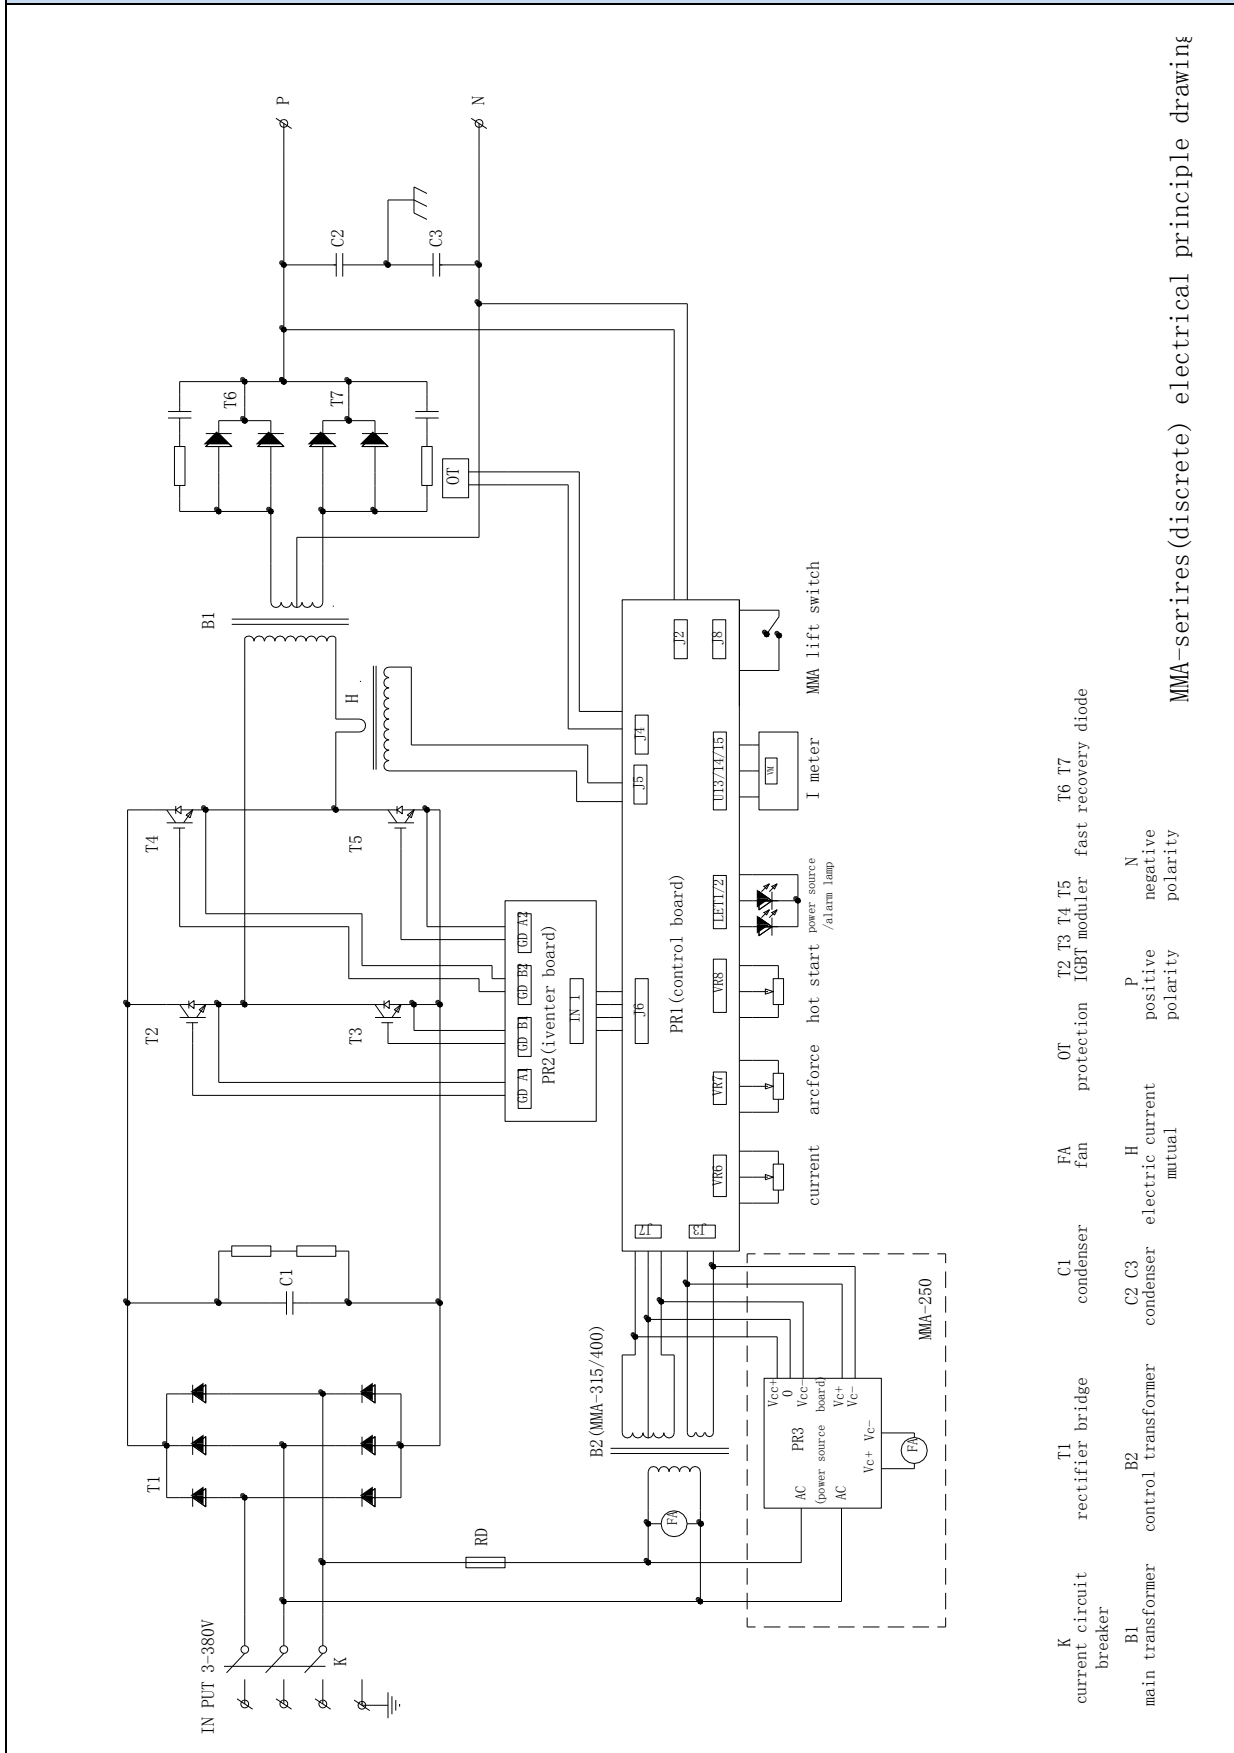 MMA-serires(discrete) electrical principle drawing
IN PUT 3-380V
K
T1
C1
T2
T3
T4
T5
H
B1
T6
T7
OT
C2
C3
P
N
RD
FA
B2(MMA-315/400)
GD A1
GD B1
GD B2
GD A2
PR2(iventer board)
IN 1
J6
J5
J4
J2
J8
J7
J3
PR1(control board)
VR6
VR7
VR8
LET1/2
U13/14/15
VM
current
arcforce
hot start
power source
/alarm lamp
I meter
MMA lift switch
MMA-250
Vcc+
0
Vcc-
Vc+
Vc-
AC
PR3
(power source board)
AC
Vc+ Vc-
FA
K
current circuit
breaker
T1
rectifier bridge
C1
condenser
FA
fan
OT
protection
T2 T3 T4 T5
IGBT moduler
T6 T7
fast recovery diode
B1
main transformer
B2
control transformer
C2 C3
condenser
H
electric current
mutual
P
positive
polarity
N
negative
polarity